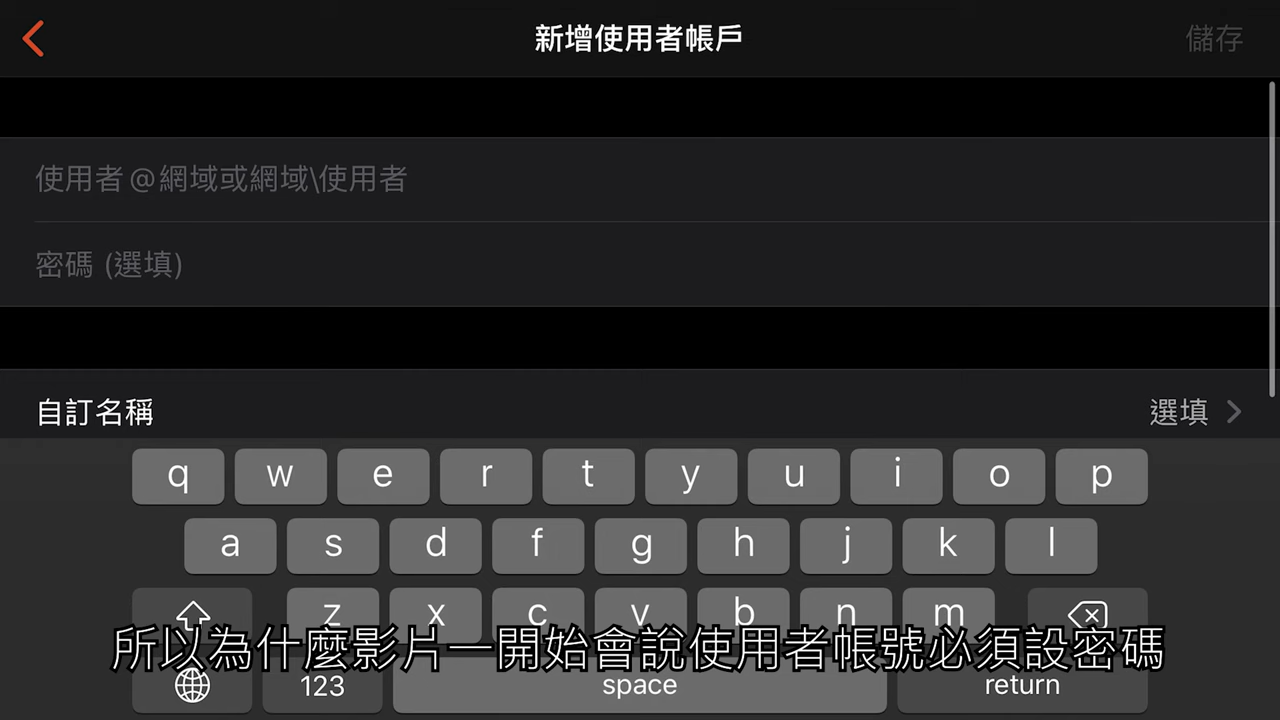 新增使用者帳戶
儲存
使用者@網域或網域\使用者
密碼 (選填)
自訂名稱
選填
q w e r t y u i o p
a s d f g h j k l
z x c v b n m
所以為什麼影片一開始會說使用者帳號必須設密碼
123 space return